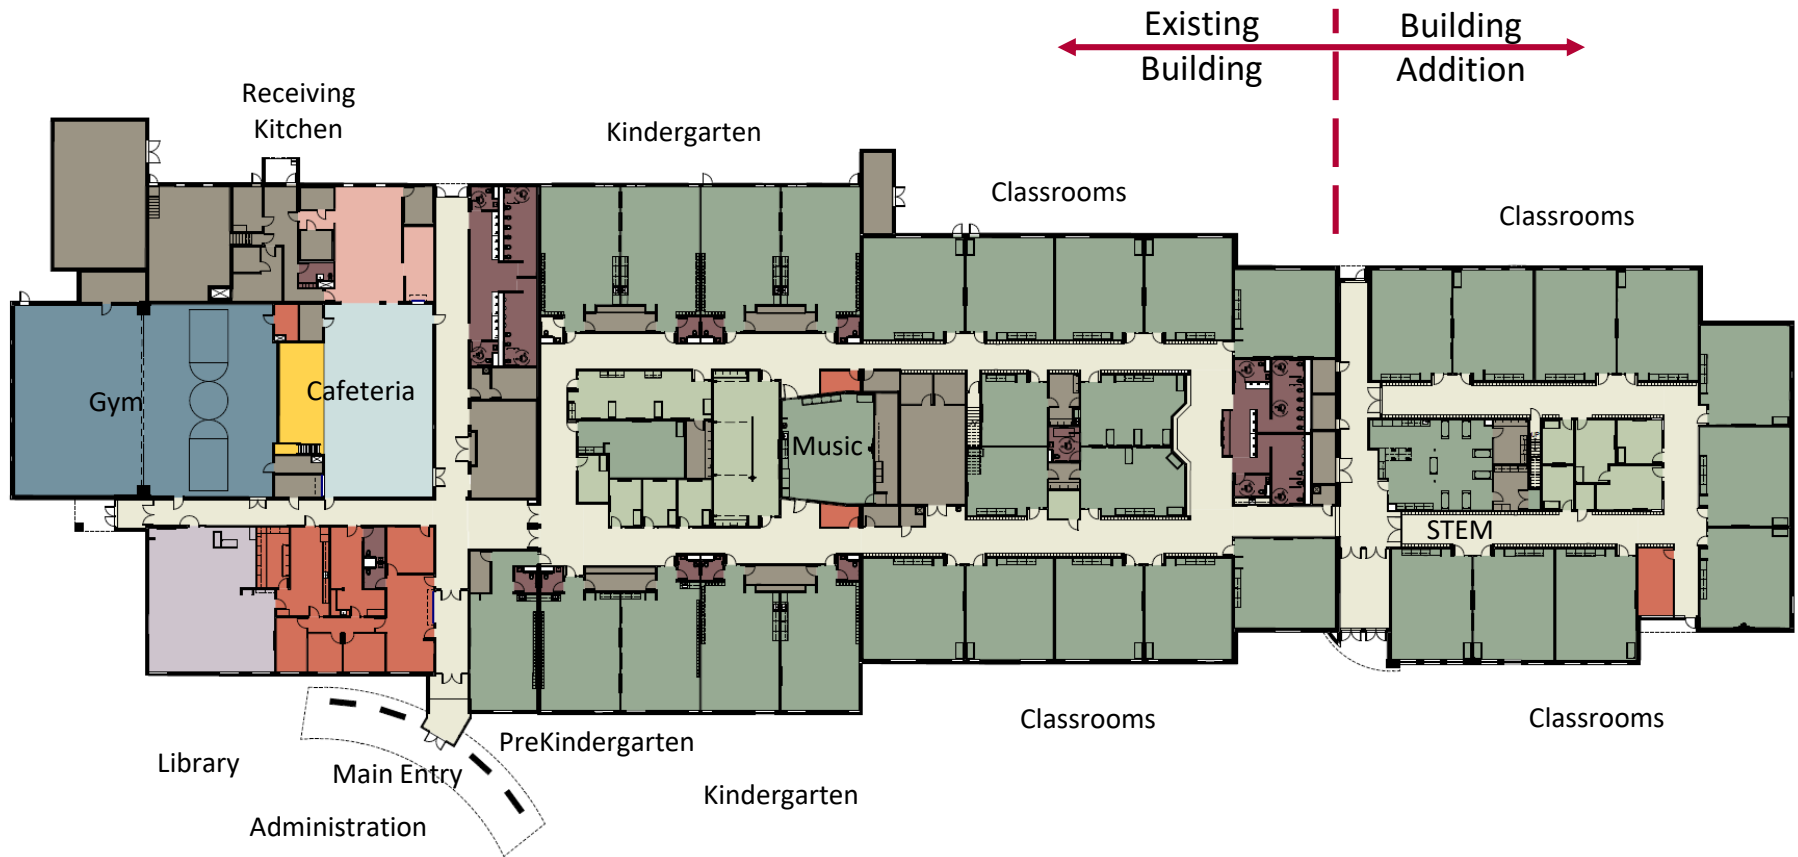 Existing
Building
Building
Addition
Receiving
Kitchen
Kindergarten
Classrooms
Classrooms
Gym
Cafeteria
Music
STEM
PreKindergarten
Classrooms
Classrooms
Library
Main Entry
Kindergarten
Administration